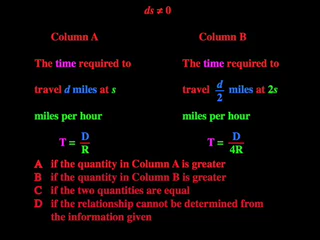 ds ≠ 0
Column A Column B
The time required to The time required to
travel d miles at s travel d/2 miles at 2s
miles per hour miles per hour
T = D/R T = D/4R
A if the quantity in Column A is greater
B if the quantity in Column B is greater
C if the two quantities are equal
D if the relationship cannot be determined from
the information given